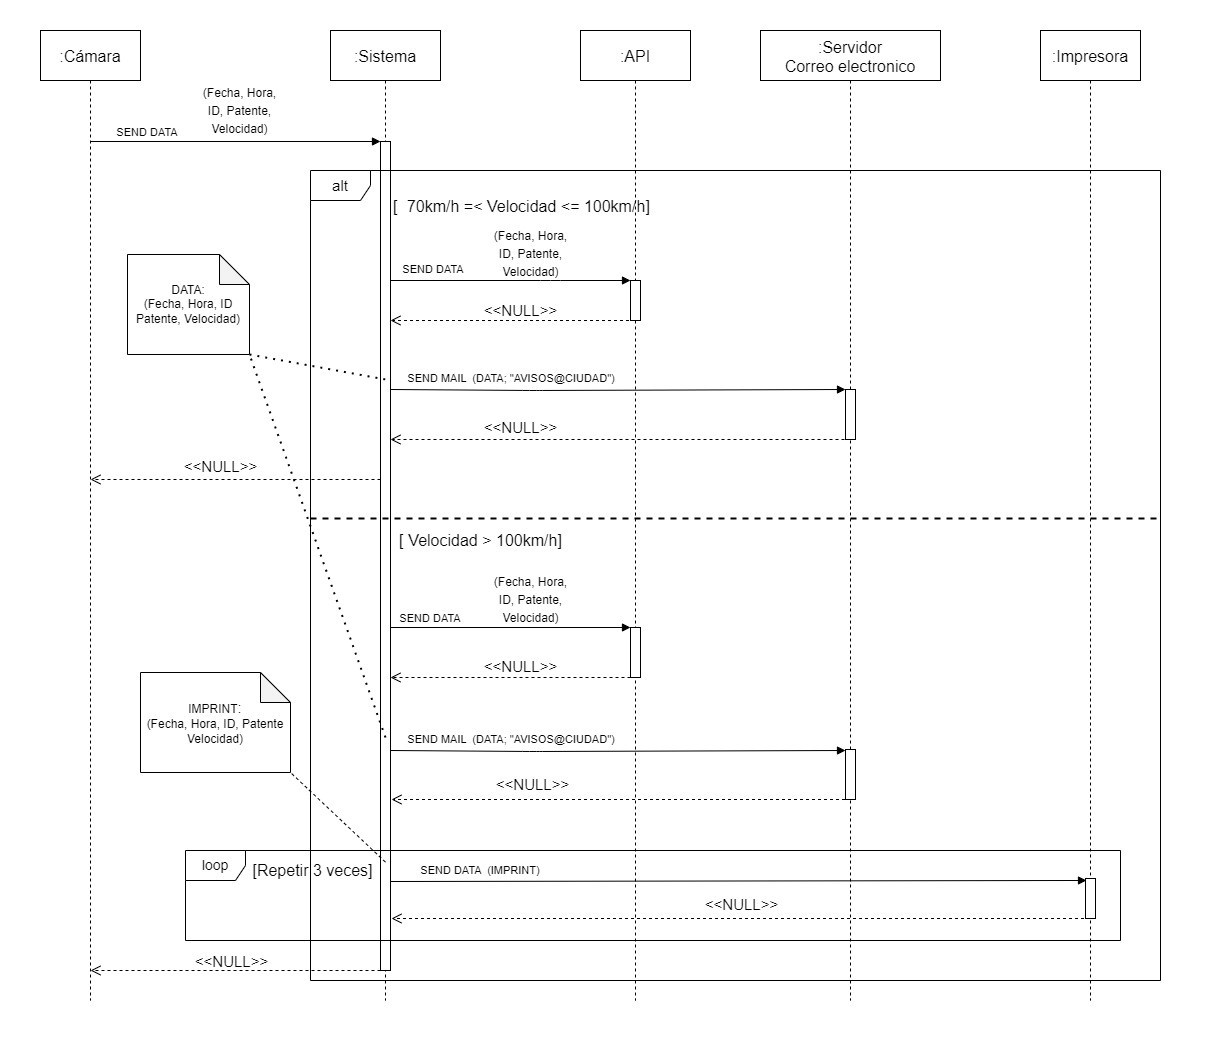 :Cámara
:Sistema
:API
:Servidor
Correo electronico
:Impresora
(Fecha, Hora,
ID, Patente,
Velocidad)
SEND DATA
alt
[  70km/h =< Velocidad <= 100km/h]
(Fecha, Hora,
ID, Patente,
Velocidad)
SEND DATA
DATA:
(Fecha, Hora, ID
Patente, Velocidad)
<<NULL>>
SEND MAIL  (DATA; "AVISOS@CIUDAD")
<<NULL>>
<<NULL>>
[ Velocidad > 100km/h]
(Fecha, Hora,
ID, Patente,
Velocidad)
SEND DATA
<<NULL>>
IMPRINT:
(Fecha, Hora, ID, Patente
Velocidad)
SEND MAIL  (DATA; "AVISOS@CIUDAD")
<<NULL>>
loop
[Repetir 3 veces]
SEND DATA  (IMPRINT)
<<NULL>>
<<NULL>>